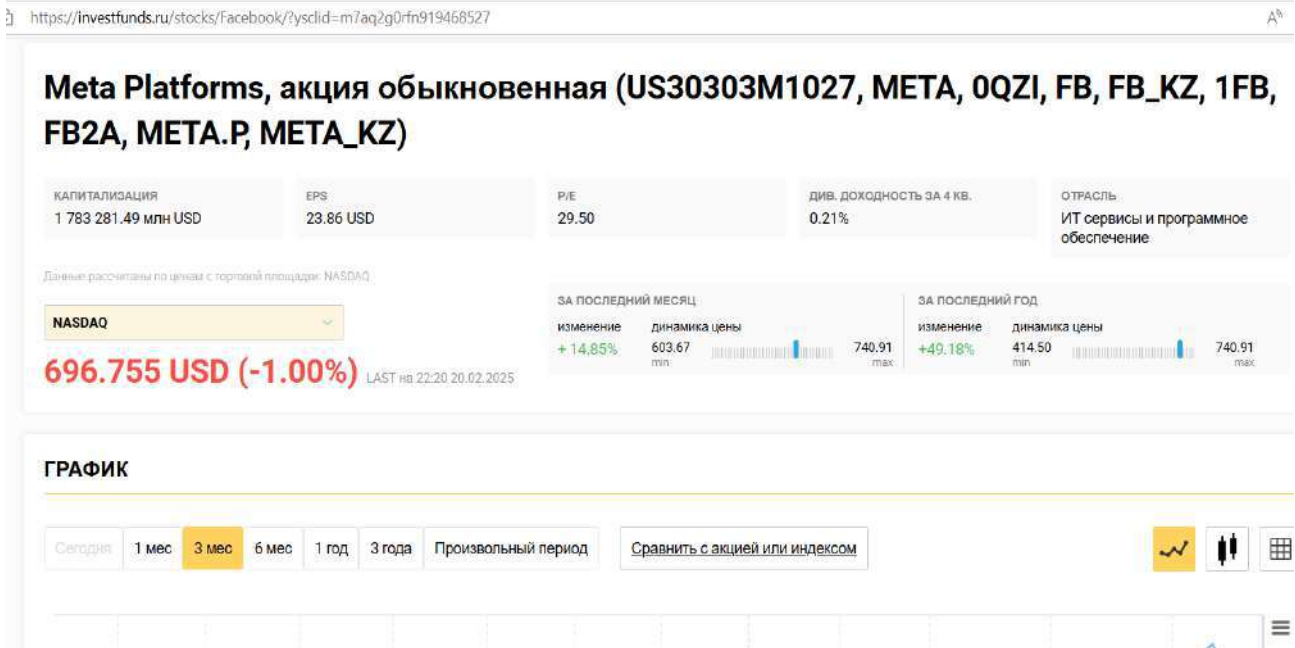 https://investfunds.ru/stocks/Facebook/?ysclid=m7aq2g0rfn919468527
Meta Platforms, акция обыкновенная (US30303M1027, META, 0QZI, FB, FB_KZ, 1FB,
FB2A, META.P, META_KZ)
КАПИТАЛИЗАЦИЯ
1 783 281.49 млн USD
EPS
23.86 USD
P/E
29.50
ДИВ. ДОХОДНОСТЬ ЗА 4 КВ.
0.21%
ОТРАСЛЬ
ИТ сервисы и программное
обеспечение
Данные рассчитаны по ценам с торговой площадки: NASDAQ
NASDAQ
696.755 USD (-1.00%) LAST на 22:20 20.02.2025
ЗА ПОСЛЕДНИЙ МЕСЯЦ
изменение динамика цены
+ 14.85% 603.67 740.91
min max
ЗА ПОСЛЕДНИЙ ГОД
изменение динамика цены
+49.18% 414.50 740.91
min max
ГРАФИК
Сегодня 1 мес 3 мес 6 мес 1 год 3 года Произвольный период Сравнить с акцией или индексом